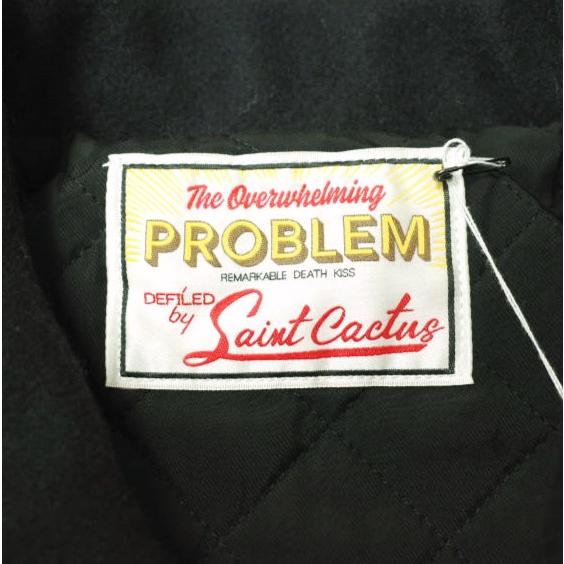 The Overwhelming
PROBLEM
REMARKABLE DEATH KISS
DEFiLED
by Saint Cactus